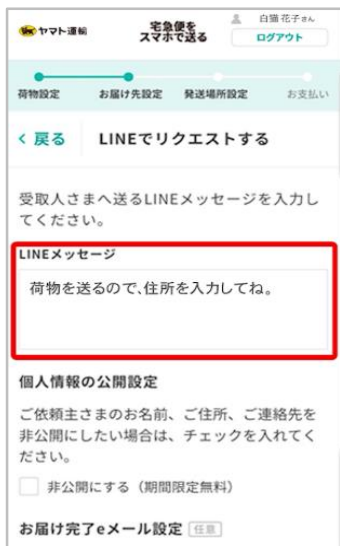 ヤマト運輸
宅急便を
スマホで送る
白猫 花子さん
ログアウト
荷物設定 お届け先設定 発送場所設定 お支払い
< 戻る LINEでリクエストする
受取人さまへ送るLINEメッセージを入力し
てください。
LINEメッセージ
荷物を送るので、住所を入力してね。
個人情報の公開設定
ご依頼主さまのお名前、ご住所、ご連絡先を
非公開にしたい場合は、チェックを入れてく
ださい。
非公開にする（期間限定無料）
お届け完了eメール設定 任意